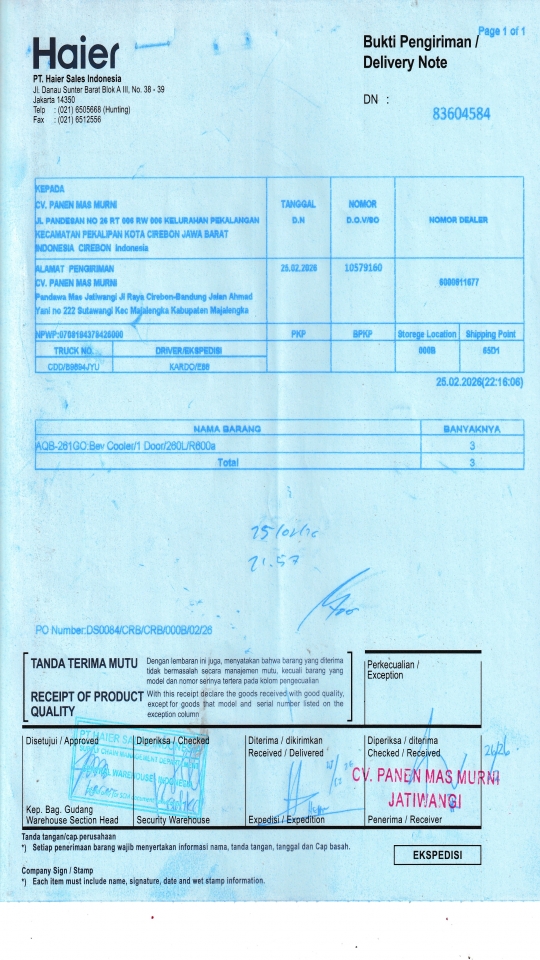 Page 1 of 1
Haier
Bukti Pengiriman /
Delivery Note
PT. Haier Sales Indonesia
Jl. Danau Sunter Barat Blok A III, No. 38 - 39
Jakarta 14350
Telp : (021) 6505668 (Hunting)
Fax : (021) 6512556
DN :
83604584
KEPADA
CV. PANEN MAS MURNI
JL PANDESAN NO 26 RT 006 RW 006 KELURAHAN PEKALANGAN
KECAMATAN PEKALIPAN KOTA CIREBON JAWA BARAT
INDONESIA CIREBON Indonesia
TANGGAL
D.N
NOMOR
D.O.V/SO
NOMOR DEALER
ALAMAT PENGIRIMAN
CV. PANEN MAS MURNI
Pandawa Mas Jatiwangi Jl Raya Cirebon-Bandung Jalan Ahmad
Yani no 222 Sutawangi Kec Majalengka Kabupaten Majalengka
25.02.2026
10579160
6000811677
NPWP:0708194379426000
PKP
BPKP
Storage Location
Shipping Point
TRUCK NO.
DRIVER/EKSPEDISI
000B
65D1
CDD/B9894JYU
KARDO/E86
25.02.2026(22:16:06)
NAMA BARANG
BANYAKNYA
AQB-261GO:Bev Cooler/1 Door/260L/R600a
3
Total
3
21.57
PO Number:DS0084/CRB/CRB/000B/02/26
TANDA TERIMA MUTU
Dengan lembaran ini juga, menyatakan bahwa barang yang diterima
tidak bermasalah secara manajemen mutu, kecuali barang yang
model dan nomor serinya tertera pada kolom pengecualian
RECEIPT OF PRODUCT
QUALITY
With this receipt declare the goods received with good quality,
except for goods that model and serial number listed on the
exception column
Perkecualian /
Exception
Disetujui / Approved
Diperiksa / Checked
Diterima / dikirimkan
Received / Delivered
Diperiksa / diterima
Checked / Received
CV. PANEN MAS MURNI
JATIWANGI
Kep. Bag. Gudang
Warehouse Section Head
Security Warehouse
Expedisi / Expedition
Penerima / Receiver
Tanda tangan/cap.perusahaan
*) Setiap penerimaan barang wajib menyertakan informasi nama, tanda tangan, tanggal dan Cap basah.
EKSPEDISI
Company Sign / Stamp
*) Each item must include name, signature, date and wet stamp information.